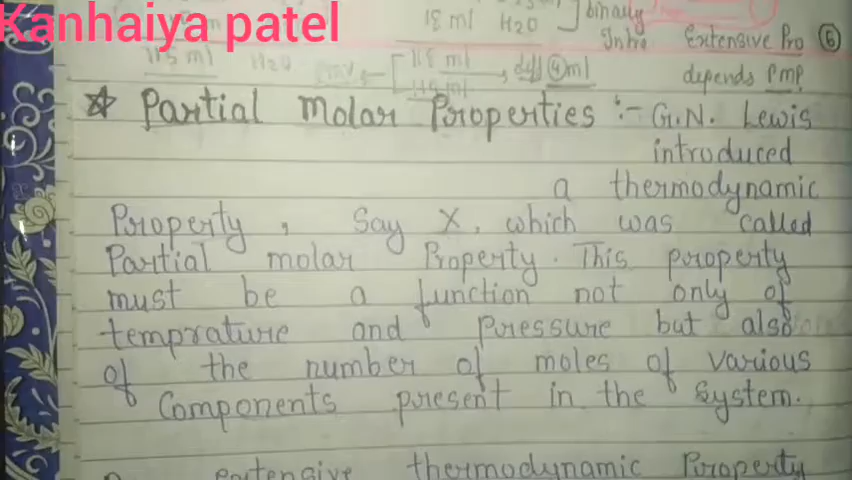 Kanhaiya patel
18 ml H2O ] binary
Intro Extensive Pro 6
115 ml H2O
118 ml diff 4 ml
depends PMP
☆ Partial Molar Properties :- G.N. Lewis
introduced
a thermodynamic
Property, Say X, which was called
Partial molar Property. This property
must be a function not only of
temprature and pressure but also
of the number of moles of various
Components present in the System.
extensive thermodynamic Property